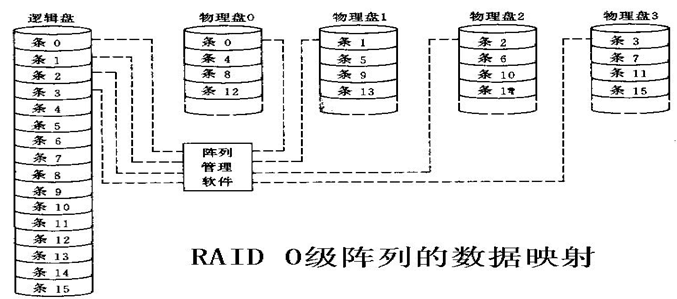 逻辑盘
条 0
条 1
条 2
条 3
条 4
条 5
条 6
条 7
条 8
条 9
条 10
条 11
条 12
条 13
条 14
条 15
物理盘0
条 0
条 4
条 8
条 12
物理盘1
条 1
条 5
条 9
条 13
物理盘2
条 2
条 6
条 10
条
物理盘3
条 3
条 7
条 11
条 15
阵列
管理
软件
RAID 0级阵列的数据映射